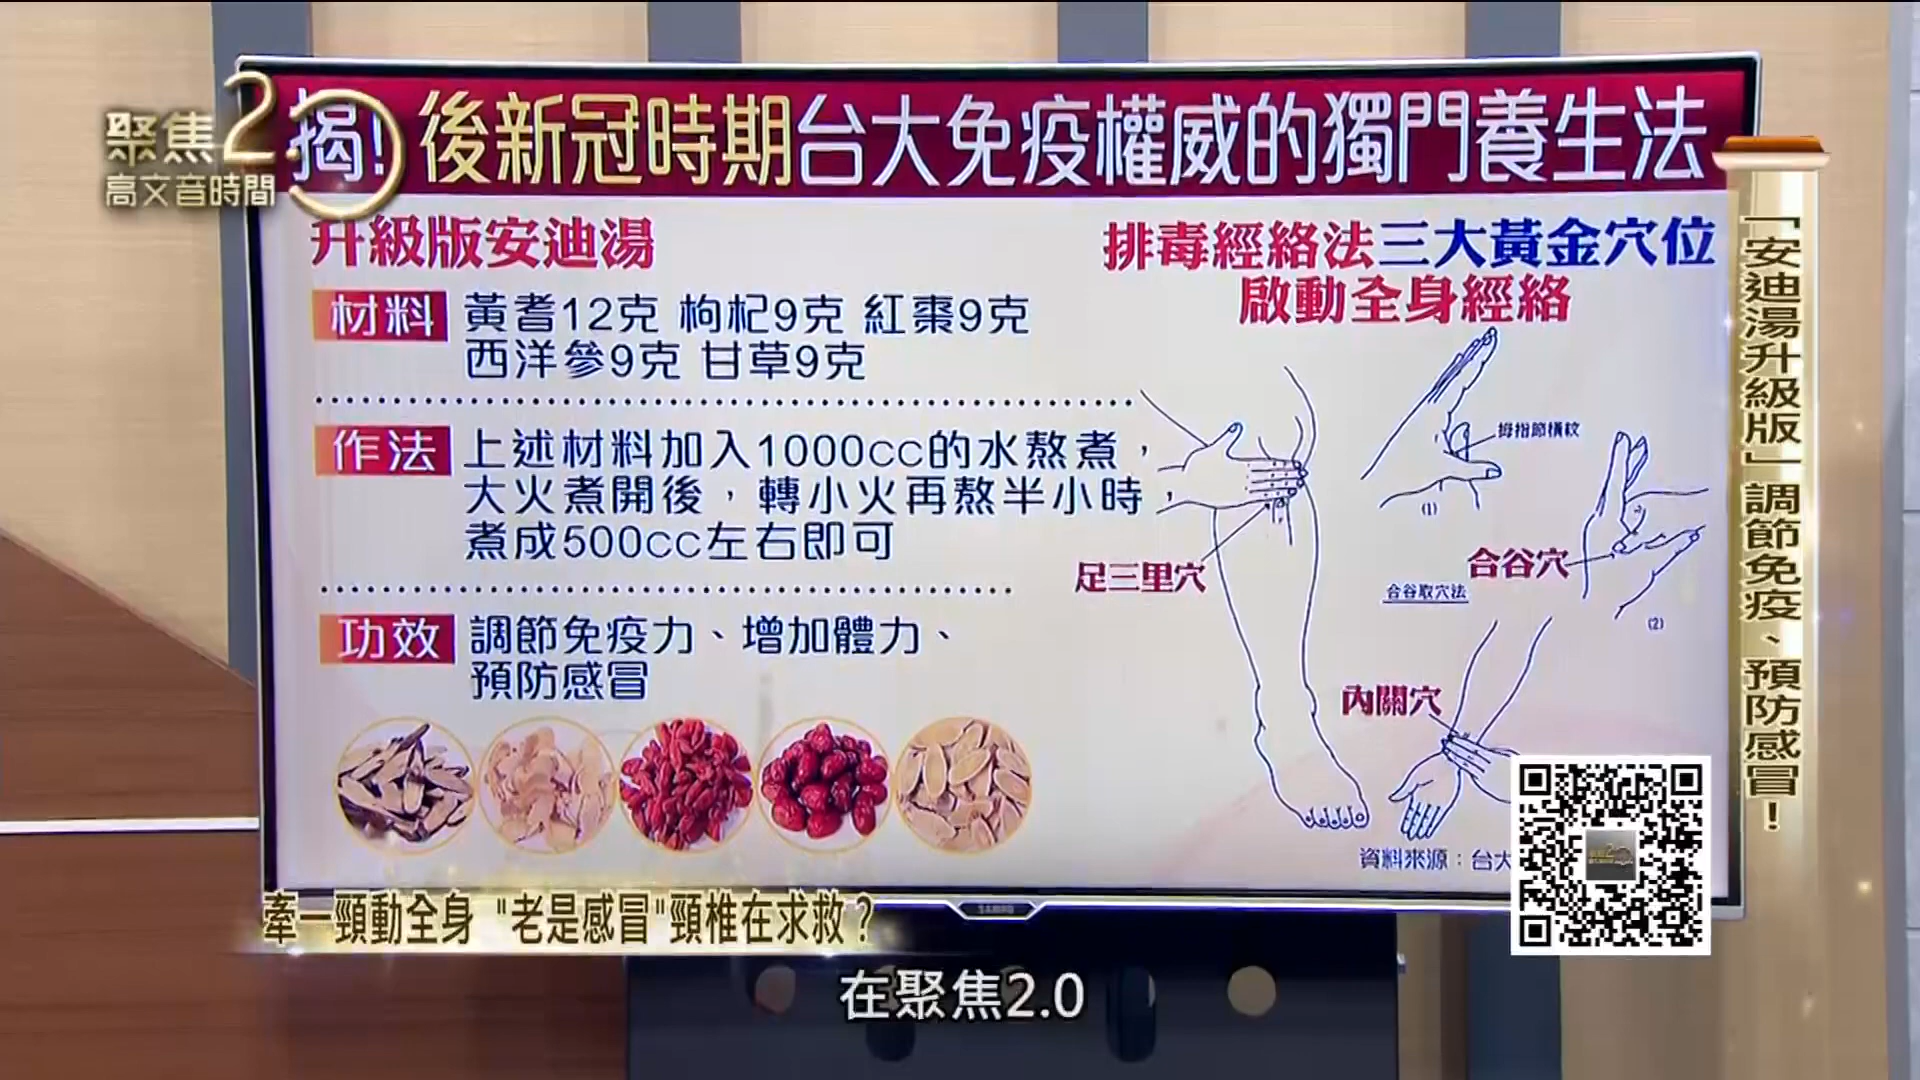 聚焦2.0
高文音時間
揭! 後新冠時期台大免疫權威的獨門養生法
升級版安迪湯
材料
黃耆12克 枸杞9克 紅棗9克
西洋參9克 甘草9克
作法
上述材料加入1000cc的水熬煮,
大火煮開後,轉小火再熬半小時,
煮成500cc左右即可
功效
調節免疫力、增加體力、
預防感冒
排毒經絡法三大黃金穴位
啟動全身經絡
拇指節橫紋
(1)
足三里穴
合谷穴
合谷取穴法
(2)
內關穴
資料來源:台大
「安迪湯升級版」調節免疫、預防感冒!
牽一頸動全身 "老是感冒"頸椎在求救?
在聚焦2.0